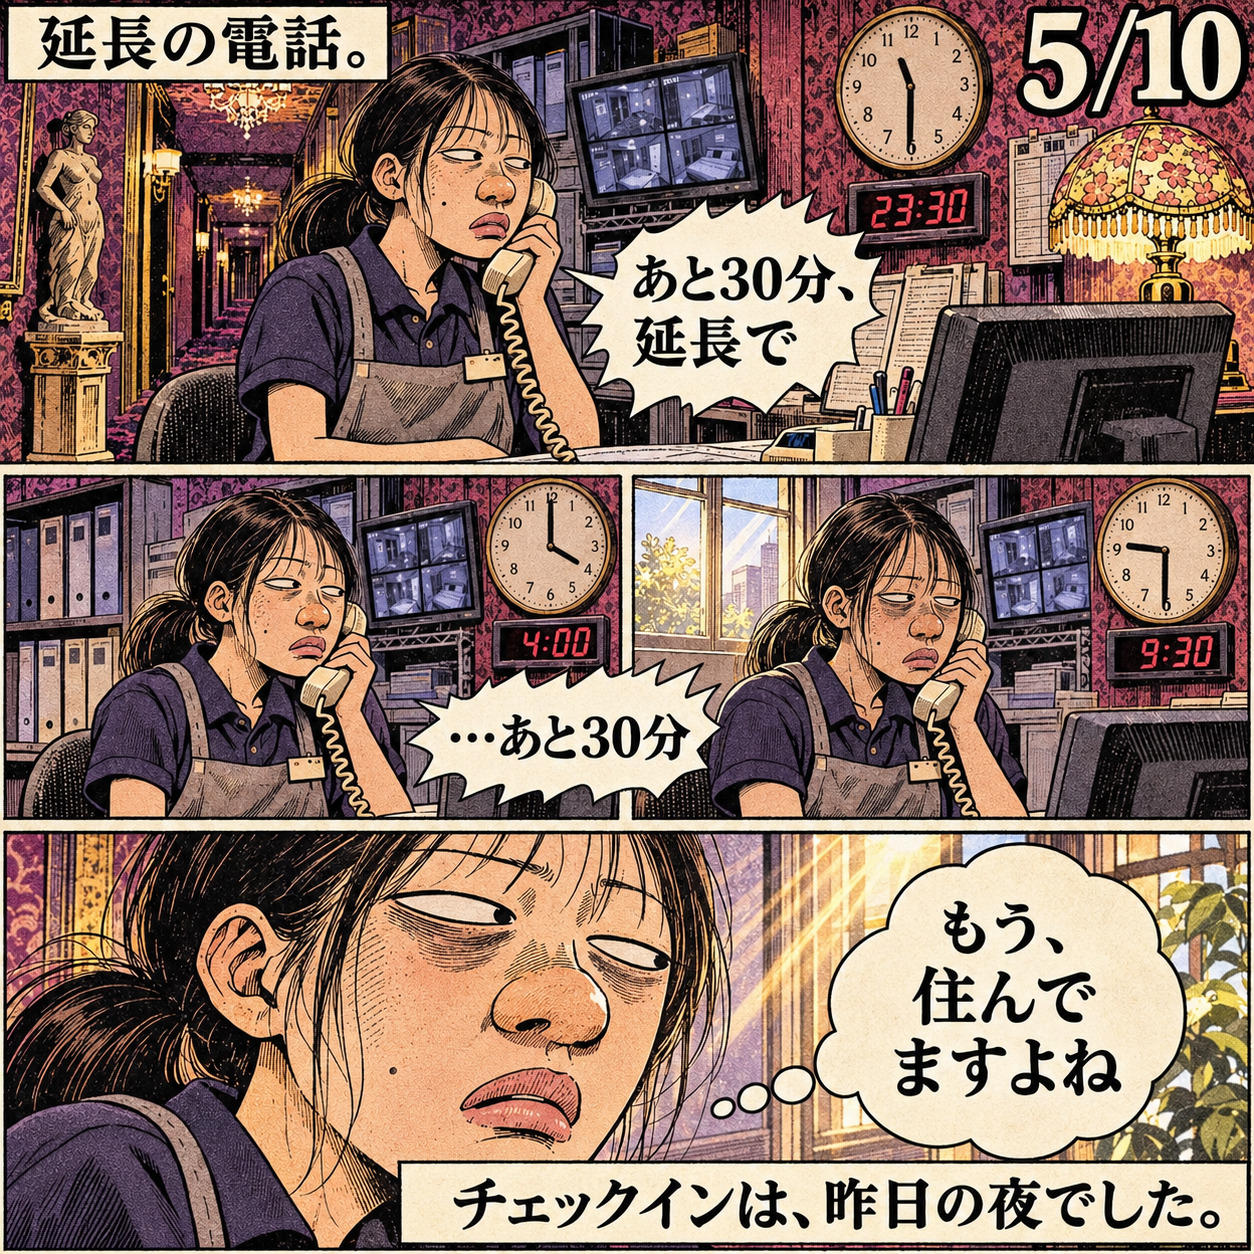 延長の電話。
5/10
23:30
あと30分、
延長で
4:00
…あと30分
9:30
もう、
住んで
ますよね
チェックインは、昨日の夜でした。